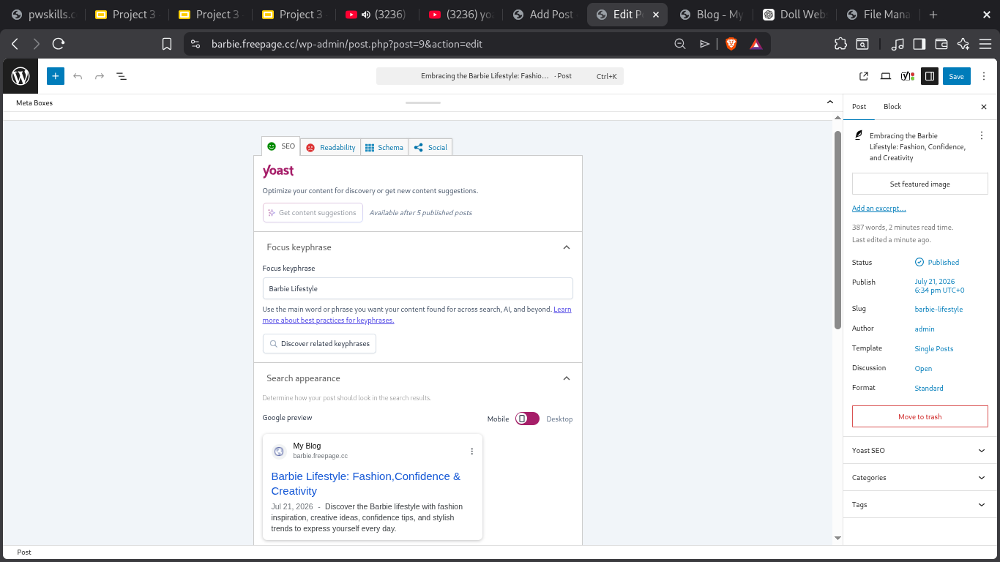 pwskills.c
Project 3
Project 3
Project 3
(3236)
(3236) yo
Add Post
Edit P
Blog - My
Doll Webs
File Mana
barbie.freepage.cc/wp-admin/post.php?post=9&action=edit
Embracing the Barbie Lifestyle: Fashio... · Post Ctrl+K
Save
Meta Boxes
Post Block
SEO Readability Schema Social
yoast
Optimize your content for discovery or get new content suggestions.
Get content suggestions Available after 5 published posts
Focus keyphrase
Focus keyphrase
Barbie Lifestyle
Use the main word or phrase you want your content found for across search, AI, and beyond. Learn
more about best practices for keyphrases.
Discover related keyphrases
Search appearance
Determine how your post should look in the search results.
Google preview Mobile Desktop
My Blog
barbie.freepage.cc
Barbie Lifestyle: Fashion,Confidence &
Creativity
Jul 21, 2026 - Discover the Barbie lifestyle with fashion
inspiration, creative ideas, confidence tips, and stylish
trends to express yourself every day.
Embracing the Barbie
Lifestyle: Fashion, Confidence,
and Creativity
Set featured image
Add an excerpt...
387 words, 2 minutes read time.
Last edited a minute ago.
Status Published
Publish July 21, 2026
6:34 pm UTC+0
Slug barbie-lifestyle
Author admin
Template Single Posts
Discussion Open
Format Standard
Move to trash
Yoast SEO
Categories
Tags
Post